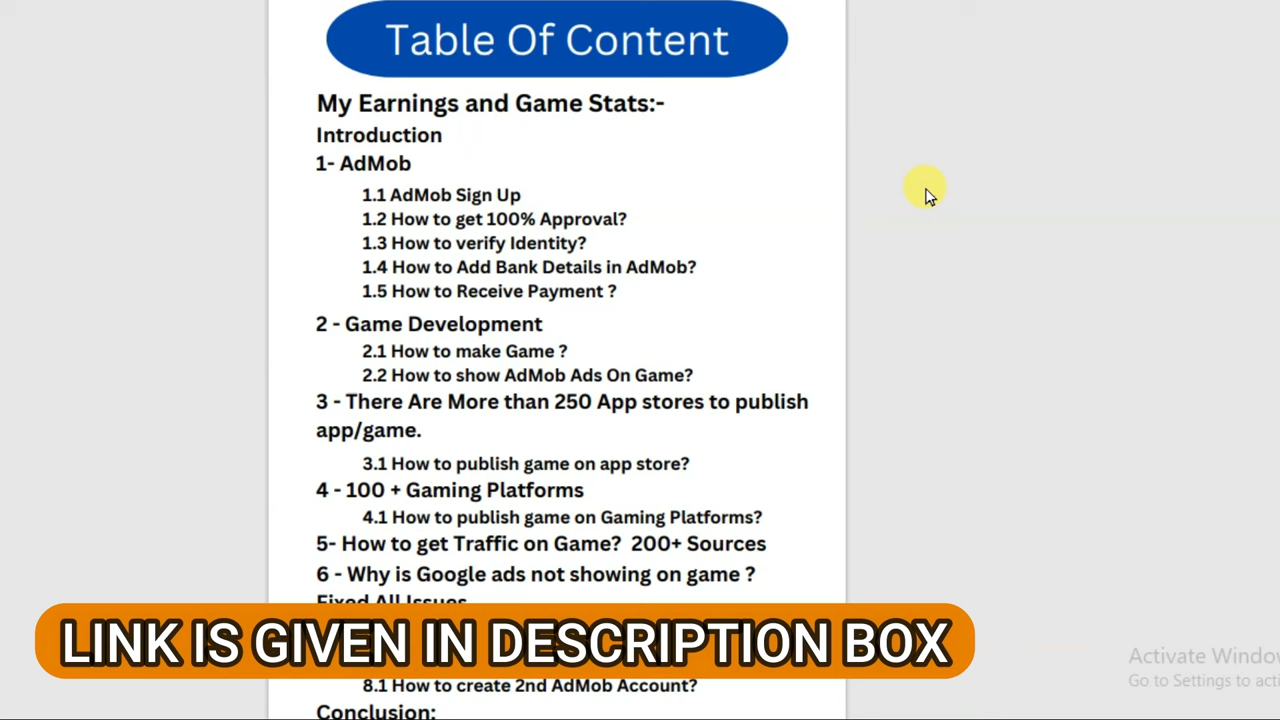 Table Of Content
My Earnings and Game Stats:-
Introduction
1- AdMob
1.1 AdMob Sign Up
1.2 How to get 100% Approval?
1.3 How to verify Identity?
1.4 How to Add Bank Details in AdMob?
1.5 How to Receive Payment ?
2 - Game Development
2.1 How to make Game ?
2.2 How to show AdMob Ads On Game?
3 - There Are More than 250 App stores to publish
app/game.
3.1 How to publish game on app store?
4 - 100 + Gaming Platforms
4.1 How to publish game on Gaming Platforms?
5- How to get Traffic on Game?  200+ Sources
6 - Why is Google ads not showing on game ?
Fixed All Issues
LINK IS GIVEN IN DESCRIPTION BOX
8.1 How to create 2nd AdMob Account?
Conclusion:
Activate Windo
Go to Settings to acti